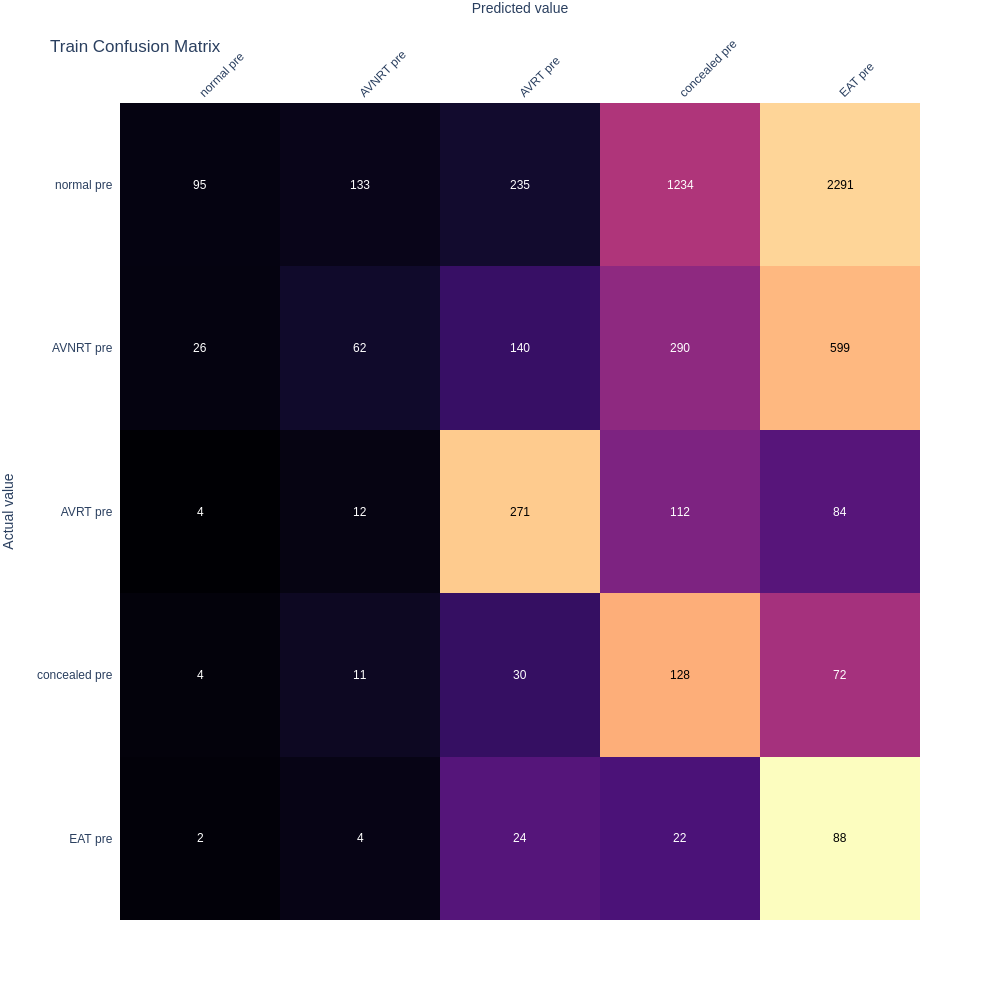 Predicted value
Train Confusion Matrix
normal pre
AVNRT pre
AVRT pre
concealed pre
EAT pre
normal pre 95 133 235 1234 2291
AVNRT pre 26 62 140 290 599
Actual value
AVRT pre 4 12 271 112 84
concealed pre 4 11 30 128 72
EAT pre 2 4 24 22 88